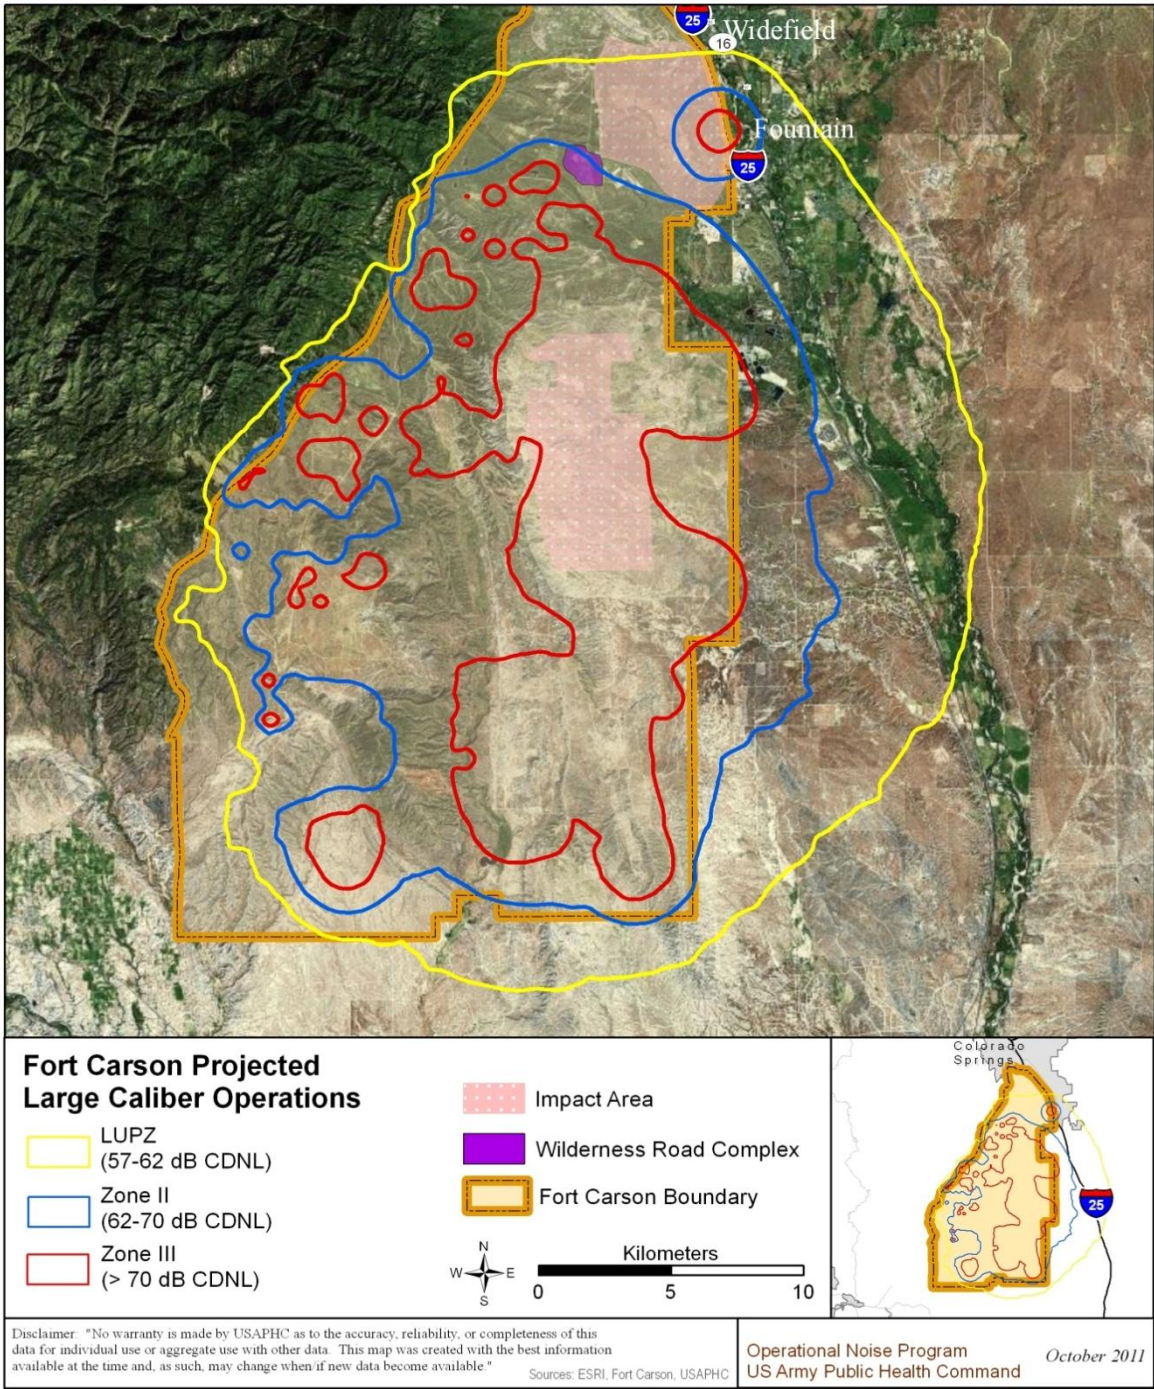 25
Widefield
16
Fountain
25
Fort Carson Projected
Large Caliber Operations
LUPZ
(57-62 dB CDNL)
Zone II
(62-70 dB CDNL)
Zone III
(> 70 dB CDNL)
Impact Area
Wilderness Road Complex
Fort Carson Boundary
N
W E
S
Kilometers
0 5 10
Colorado
Springs
25
Disclaimer: "No warranty is made by USAPHC as to the accuracy, reliability, or completeness of this
data for individual use or aggregate use with other data. This map was created with the best information
available at the time and, as such, may change when/if new data become available."
Sources: ESRI, Fort Carson, USAPHC
Operational Noise Program
US Army Public Health Command
October 2011